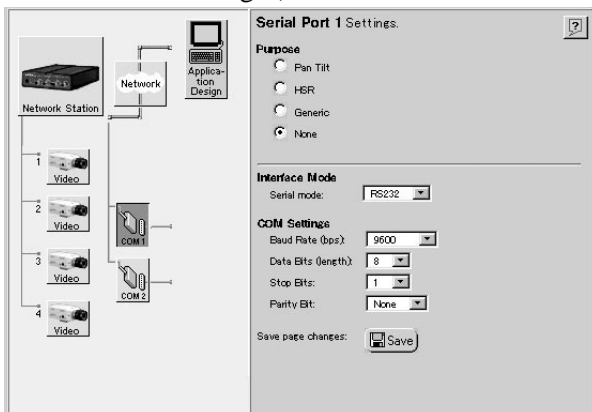 Serial Port 1 Settings.
?
Purpose
Pan Tilt
HSR
Generic
None
Interface Mode
Serial mode: RS232
COM Settings
Baud Rate (bps): 9600
Data Bits (length): 8
Stop Bits: 1
Parity Bit: None
Save page changes: Save
Network Station
Network
Applica-
tion
Design
1
Video
2
Video
3
Video
4
Video
COM 1
COM 2